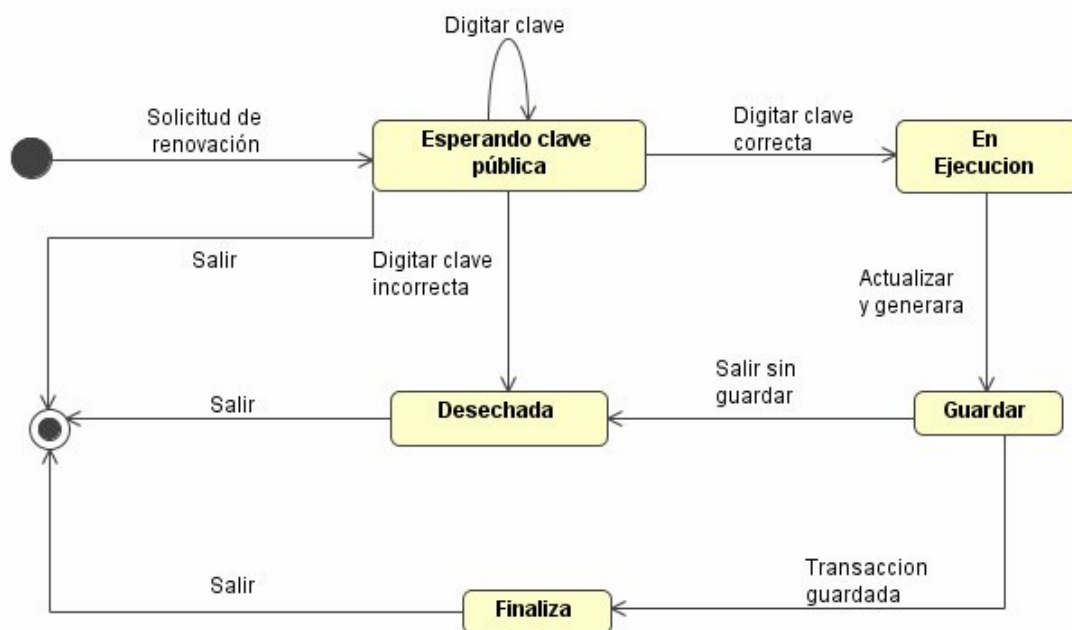 Digitar clave
Solicitud de
renovación
Esperando clave
pública
Digitar clave
correcta
En
Ejecucion
Salir
Digitar clave
incorrecta
Actualizar
y generara
Salir
Desechada
Salir sin
guardar
Guardar
Salir
Finaliza
Transaccion
guardada